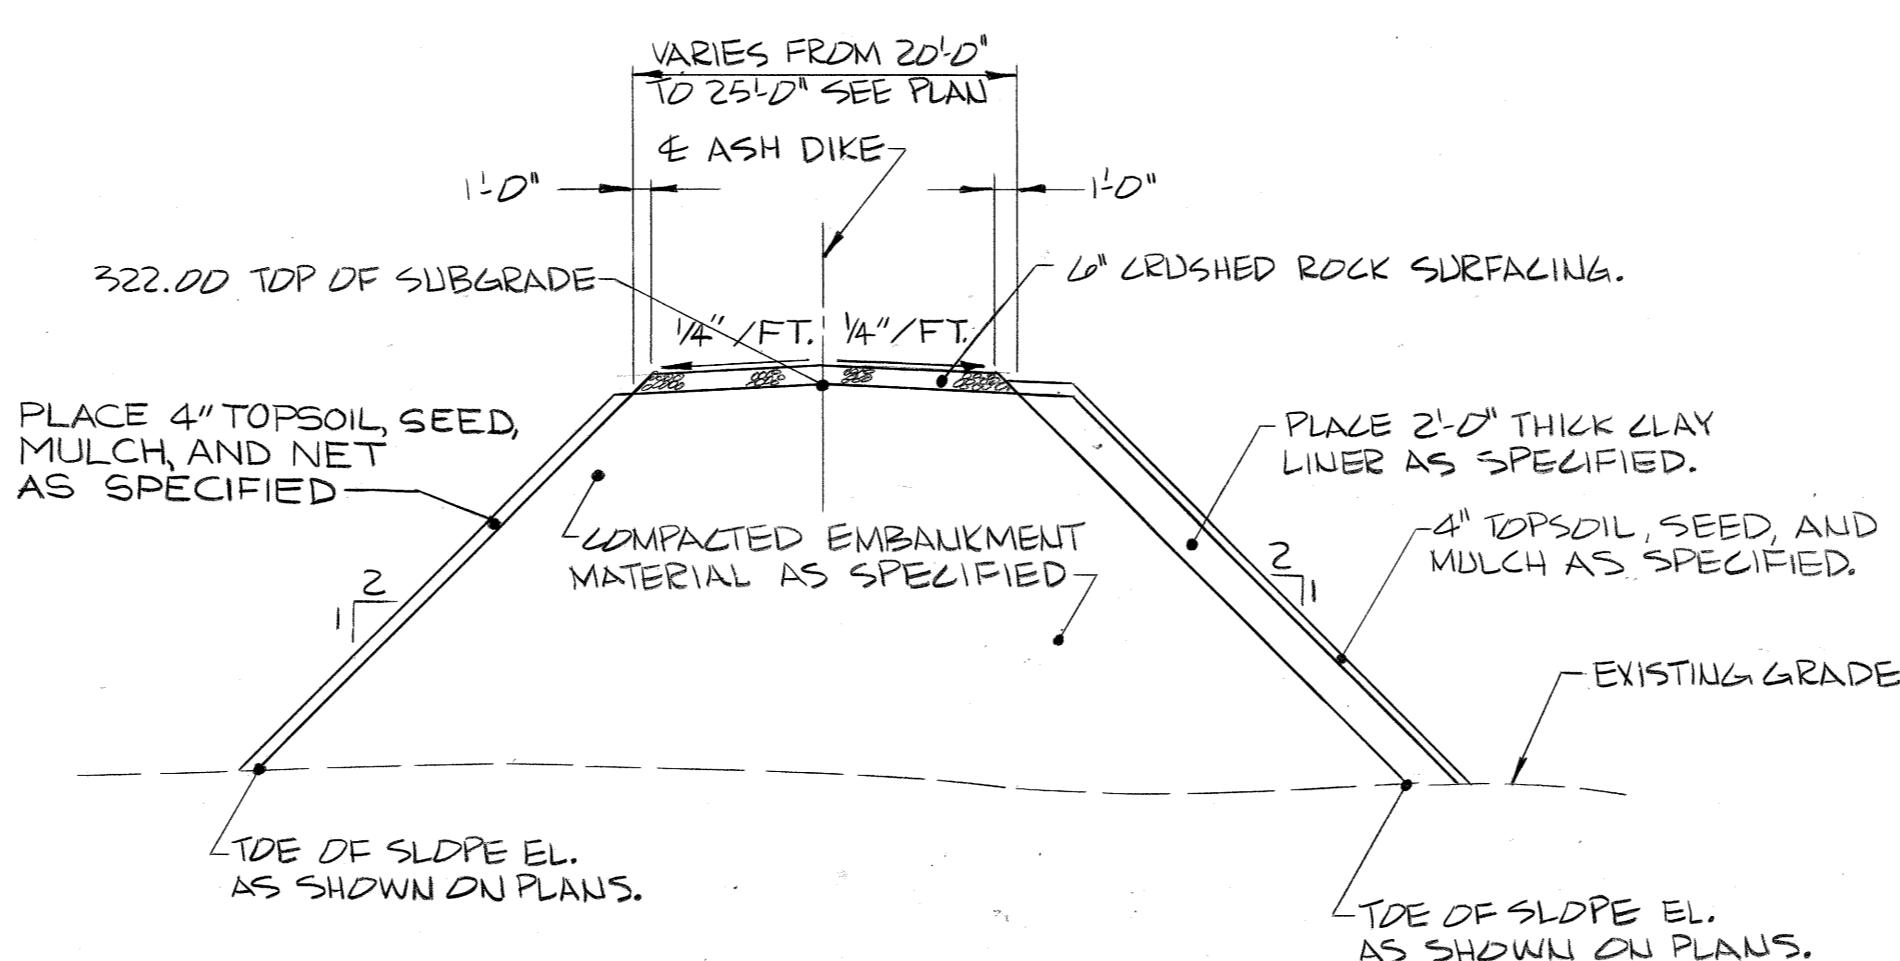 VARIES FROM 20'-0"
TO 25'-0" SEE PLAN
℄ ASH DIKE
1'-0"
1'-0"
322.00 TOP OF SUBGRADE
6" CRUSHED ROCK SURFACING.
1/4" /FT.
1/4" /FT.
PLACE 4" TOPSOIL, SEED,
MULCH, AND NET
AS SPECIFIED
PLACE 2'-0" THICK CLAY
LINER AS SPECIFIED.
COMPACTED EMBANKMENT
MATERIAL AS SPECIFIED
4" TOPSOIL, SEED, AND
MULCH AS SPECIFIED.
2
1
2
1
EXISTING GRADE
TOE OF SLOPE EL.
AS SHOWN ON PLANS.
TOE OF SLOPE EL.
AS SHOWN ON PLANS.